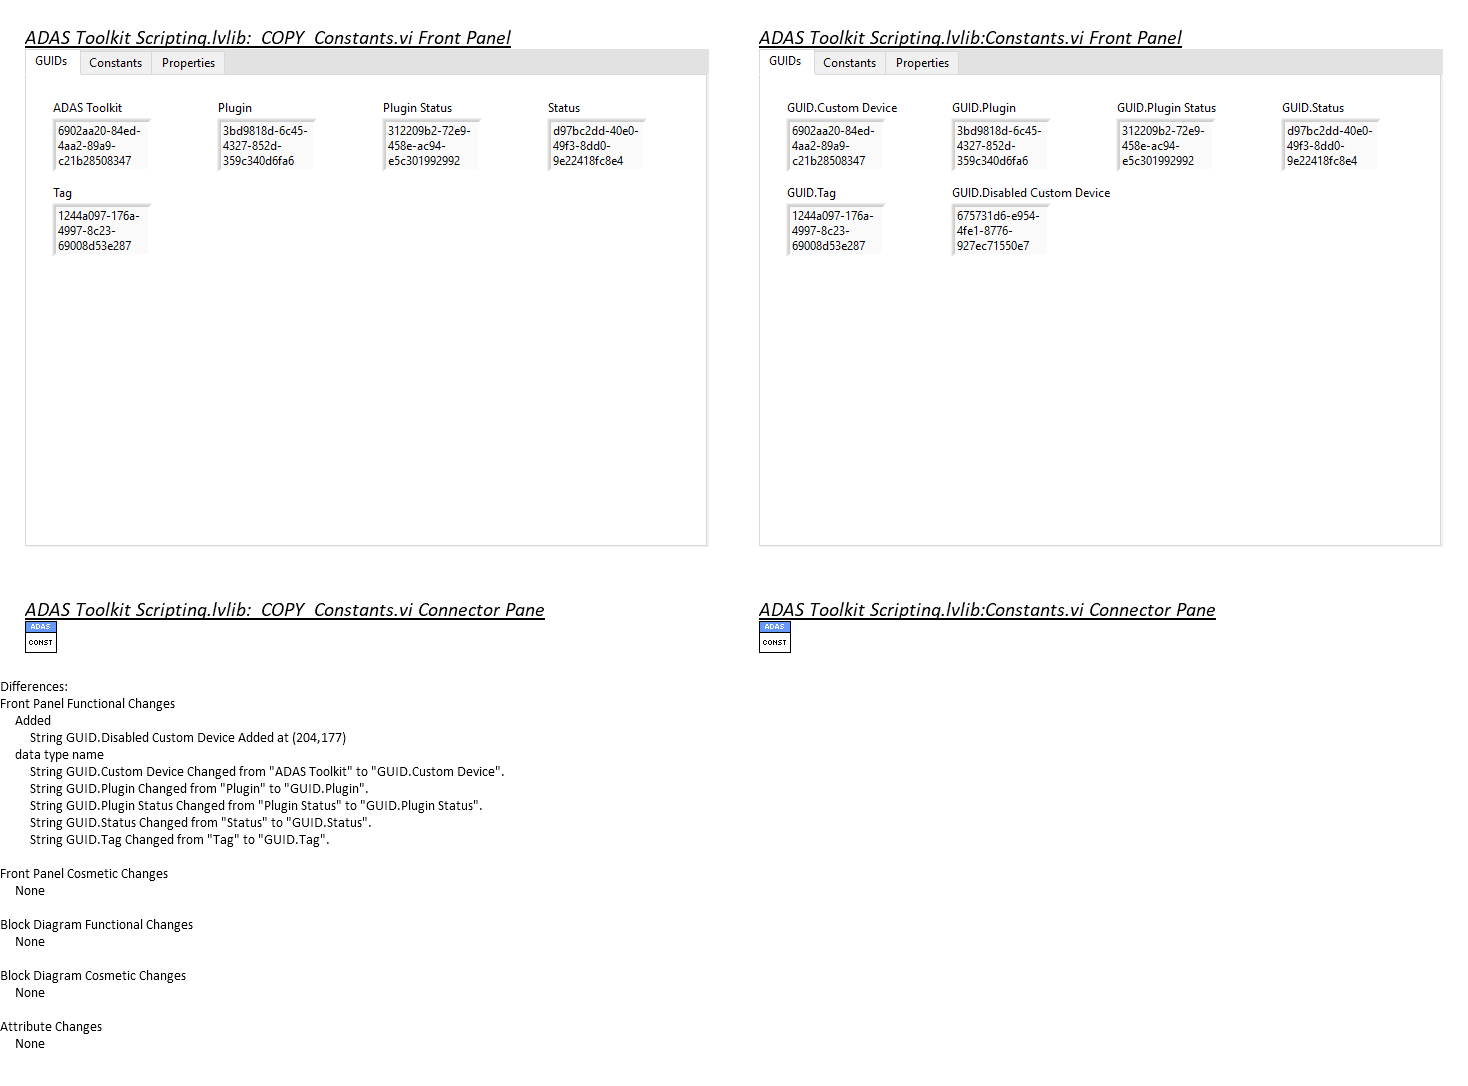 ADAS Toolkit Scripting.lvlib:_COPY_Constants.vi Front Panel
GUIDs Constants Properties
ADAS Toolkit Plugin Plugin Status Status
6902aa20-84ed- 3bd9818d-6c45- 312209b2-72e9- d97bc2dd-40e0-
4aa2-89a9- 4327-852d- 458e-ac94- 49f3-8dd0-
c21b28508347 359c340d6fa6 e5c301992992 9e22418fc8e4
Tag
1244a097-176a-
4997-8c23-
69008d53e287
ADAS Toolkit Scripting.lvlib:Constants.vi Front Panel
GUIDs Constants Properties
GUID.Custom Device GUID.Plugin GUID.Plugin Status GUID.Status
6902aa20-84ed- 3bd9818d-6c45- 312209b2-72e9- d97bc2dd-40e0-
4aa2-89a9- 4327-852d- 458e-ac94- 49f3-8dd0-
c21b28508347 359c340d6fa6 e5c301992992 9e22418fc8e4
GUID.Tag GUID.Disabled Custom Device
1244a097-176a- 675731d6-e954-
4997-8c23- 4fe1-8776-
69008d53e287 927ec71550e7
ADAS Toolkit Scripting.lvlib:_COPY_Constants.vi Connector Pane
ADAS
CONST
ADAS Toolkit Scripting.lvlib:Constants.vi Connector Pane
ADAS
CONST
Differences:
Front Panel Functional Changes
Added
String GUID.Disabled Custom Device Added at (204,177)
data type name
String GUID.Custom Device Changed from "ADAS Toolkit" to "GUID.Custom Device".
String GUID.Plugin Changed from "Plugin" to "GUID.Plugin".
String GUID.Plugin Status Changed from "Plugin Status" to "GUID.Plugin Status".
String GUID.Status Changed from "Status" to "GUID.Status".
String GUID.Tag Changed from "Tag" to "GUID.Tag".
Front Panel Cosmetic Changes
None
Block Diagram Functional Changes
None
Block Diagram Cosmetic Changes
None
Attribute Changes
None